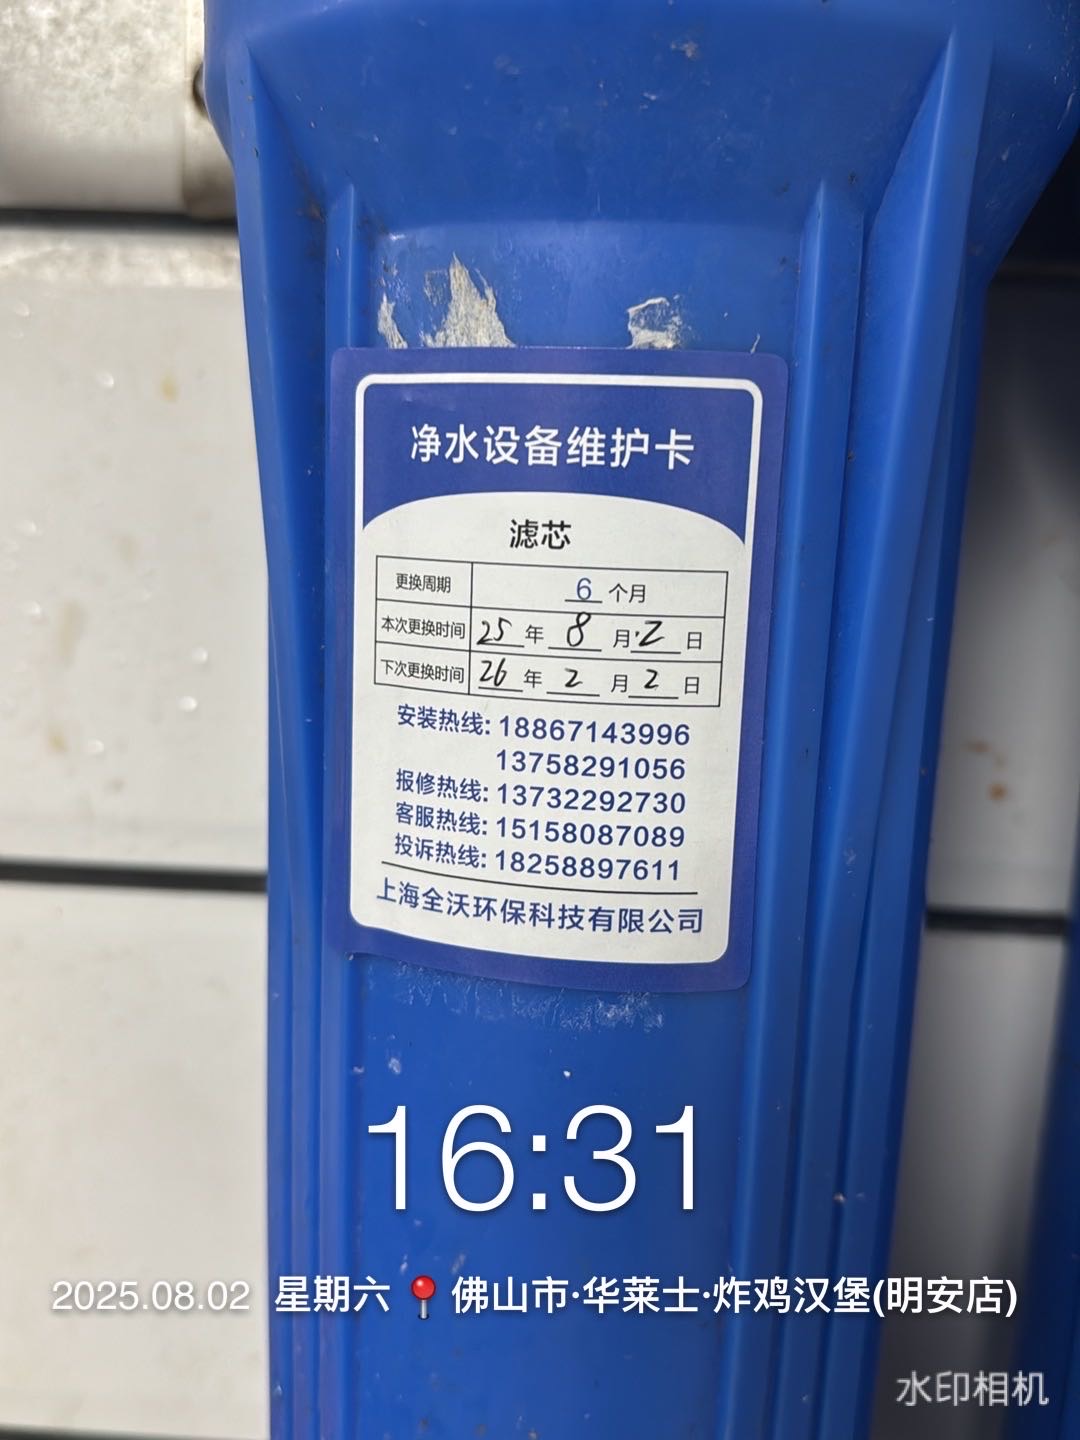 净水设备维护卡
滤芯
更换周期 6 个月
本次更换时间 25 年 8 月 2 日
下次更换时间 26 年 2 月 2 日
安装热线: 18867143996
13758291056
报修热线: 13732292730
客服热线: 15158087089
投诉热线: 18258897611
上海全沃环保科技有限公司
16:31
2025.08.02 星期六 📍佛山市·华莱士·炸鸡汉堡(明安店)
水印相机